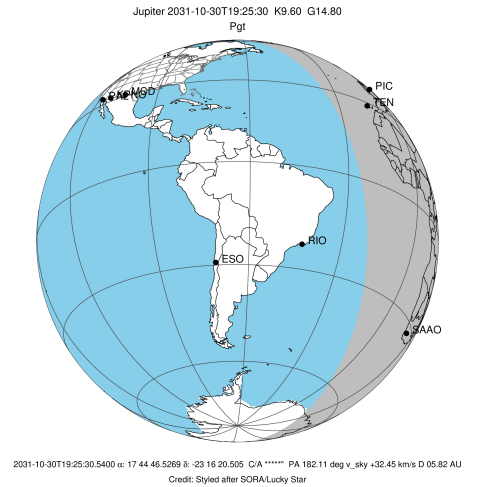 Jupiter 2031-10-30T19:25:30 K9.60 G14.80
Pgt
PIC
TEN
MCD
RIO
ESO
SAAO
2031-10-30T19:25:30.5400 α: 17 44 46.5269 δ: -23 16 20.505 C/A *****" PA 182.11 deg v_sky +32.45 km/s D 05.82 AU
Credit: Styled after SORA/Lucky Star